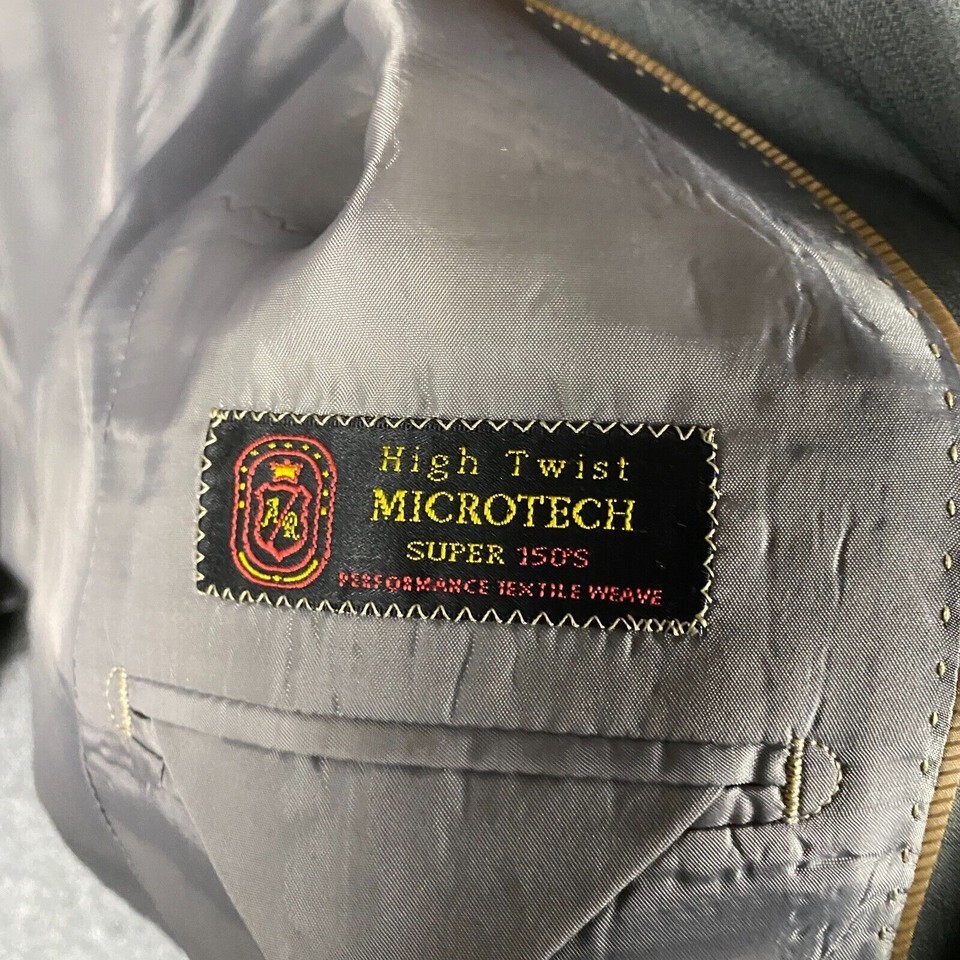 A/R
High Twist
MICROTECH
SUPER 150'S
PERFORMANCE TEXTILE WEAVE